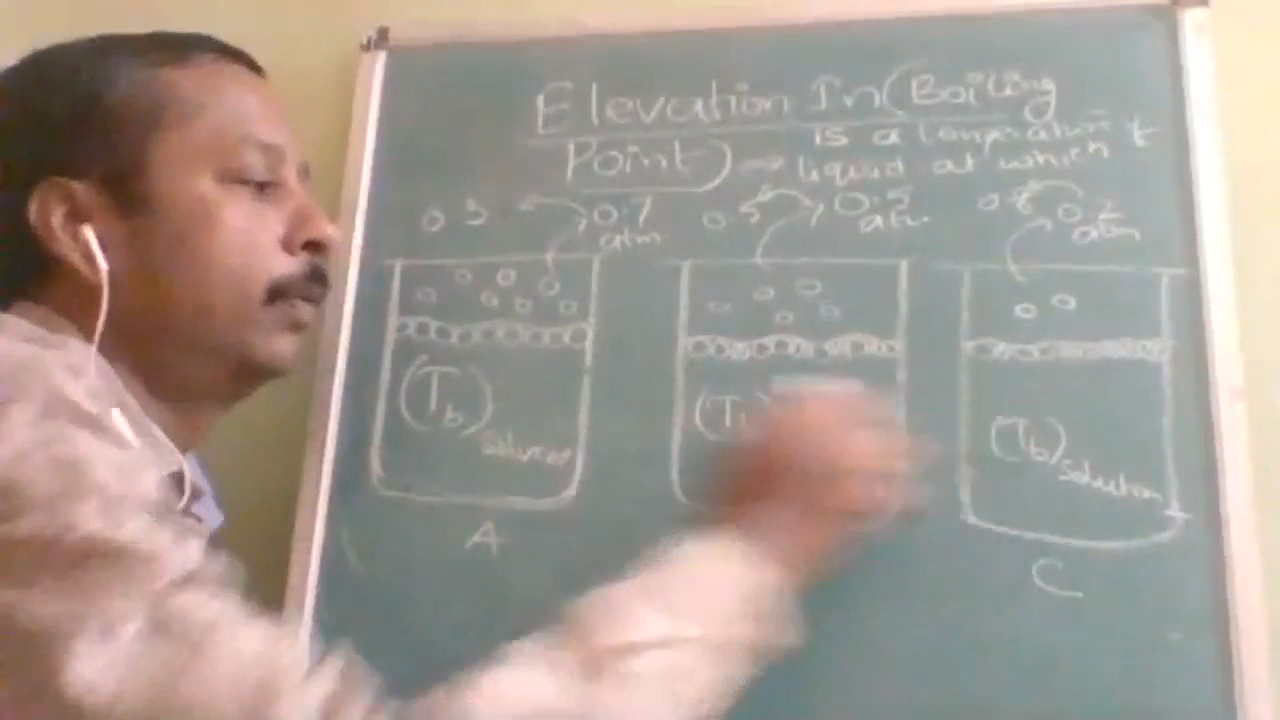 Elevation In (Boiling
Point) → is a temperature
liquid at which
0.3 0.7 atm
0.5 0.5 atm
0.2 atm
(Tb) solvent
(Tb) solution
A
C